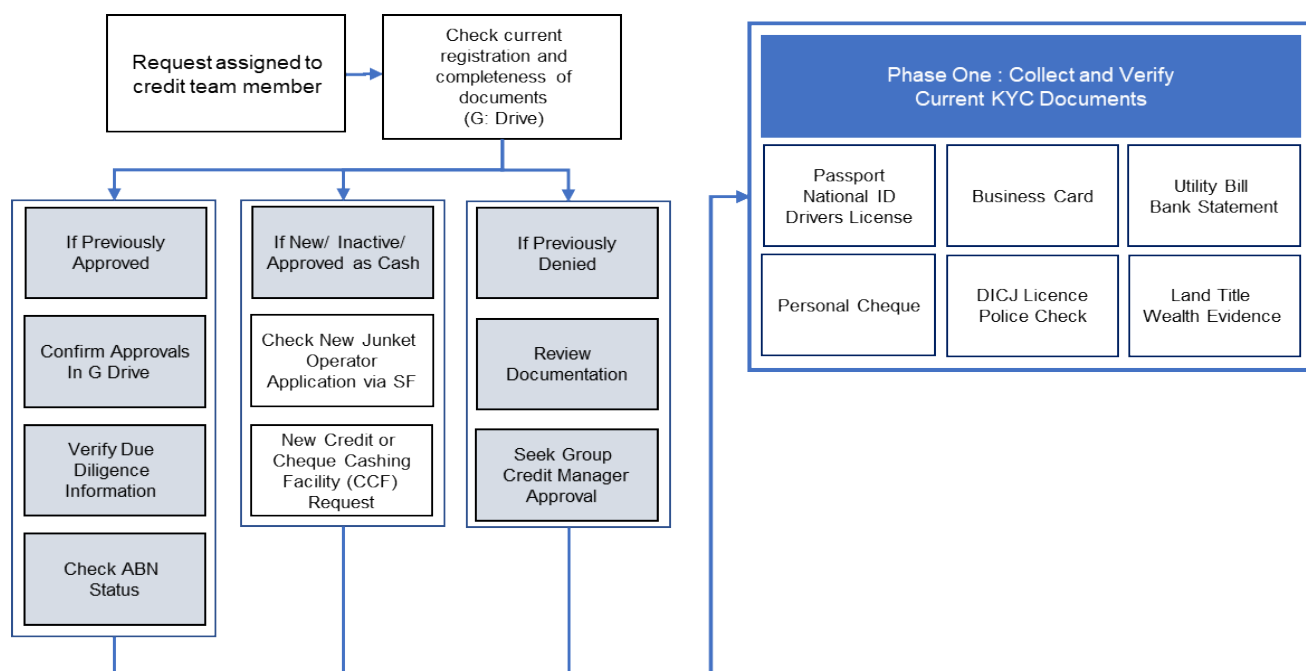 Request assigned to
credit team member
Check current
registration and
completeness of
documents
(G: Drive)
If Previously
Approved
Confirm Approvals
In G Drive
Verify Due
Diligence
Information
Check ABN
Status
If New/ Inactive/
Approved as Cash
Check New Junket
Operator
Application via SF
New Credit or
Cheque Cashing
Facility (CCF)
Request
If Previously
Denied
Review
Documentation
Seek Group
Credit Manager
Approval
Phase One : Collect and Verify
Current KYC Documents
Passport
National ID
Drivers License
Business Card
Utility Bill
Bank Statement
Personal Cheque
DICJ Licence
Police Check
Land Title
Wealth Evidence